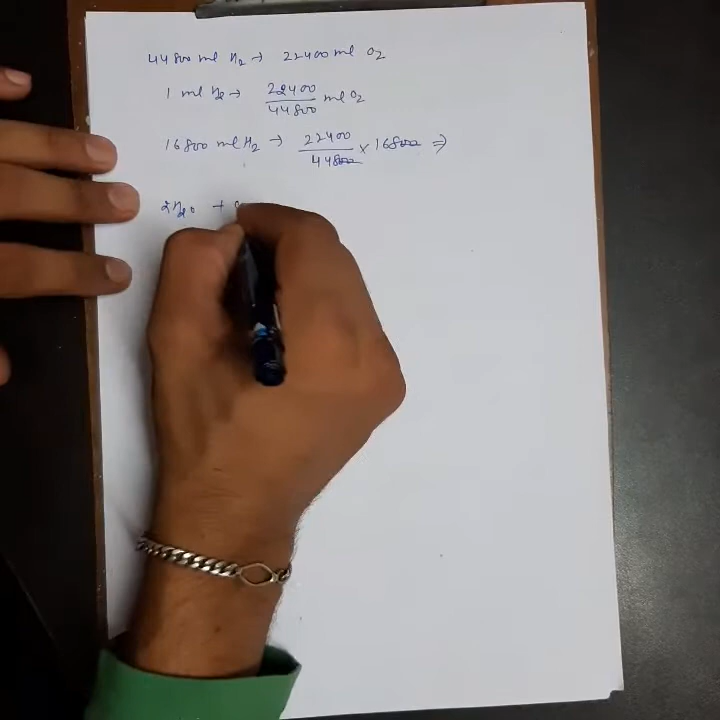 44800 ml H₂ → 22400 ml O₂
1 ml H₂ → 22400/44800 ml O₂
16800 ml H₂ → 22400/44800 × 16800 ⇒
2H₂O +